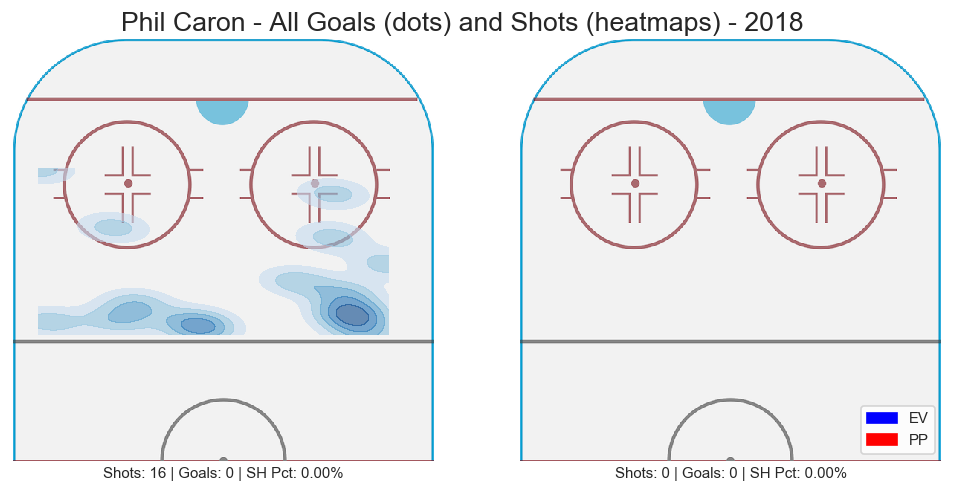 Phil Caron - All Goals (dots) and Shots (heatmaps) - 2018
EV
PP
Shots: 16 | Goals: 0 | SH Pct: 0.00%
Shots: 0 | Goals: 0 | SH Pct: 0.00%